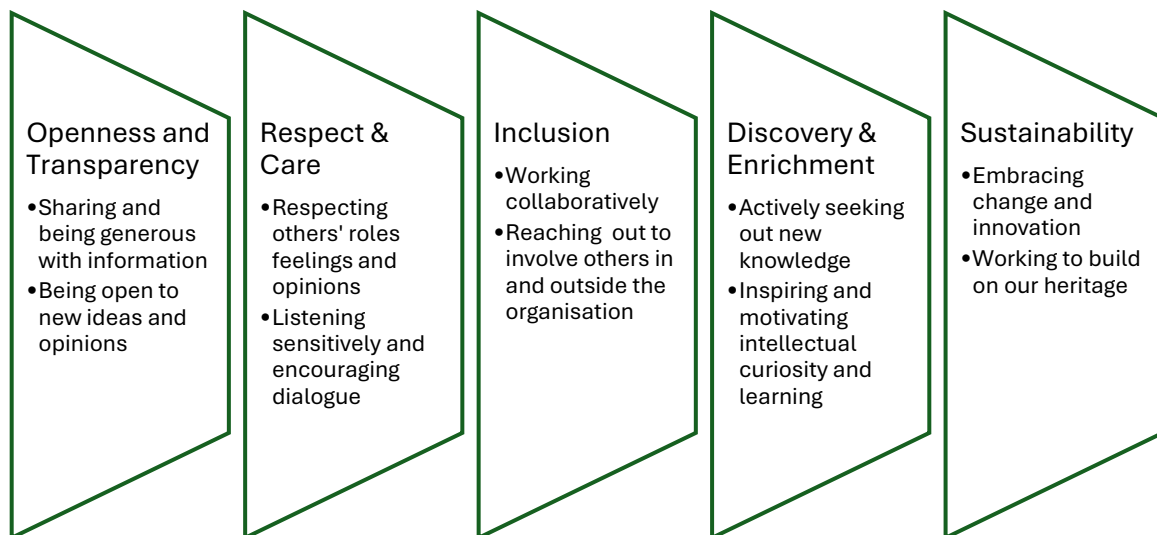 Openness and
Transparency
•Sharing and
being generous
with information
•Being open to
new ideas and
opinions
Respect &
Care
•Respecting
others' roles
feelings and
opinions
•Listening
sensitively and
encouraging
dialogue
Inclusion
•Working
collaboratively
•Reaching  out to
involve others in
and outside the
organisation
Discovery &
Enrichment
•Actively seeking
out new
knowledge
•Inspiring and
motivating
intellectual
curiosity and
learning
Sustainability
•Embracing
change and
innovation
•Working to build
on our heritage